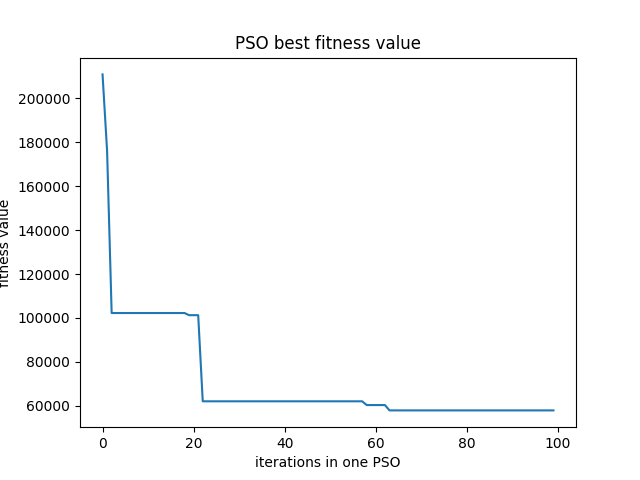 PSO best fitness value
200000
180000
160000
140000
120000
100000
80000
60000
fitness value
0 20 40 60 80 100
iterations in one PSO